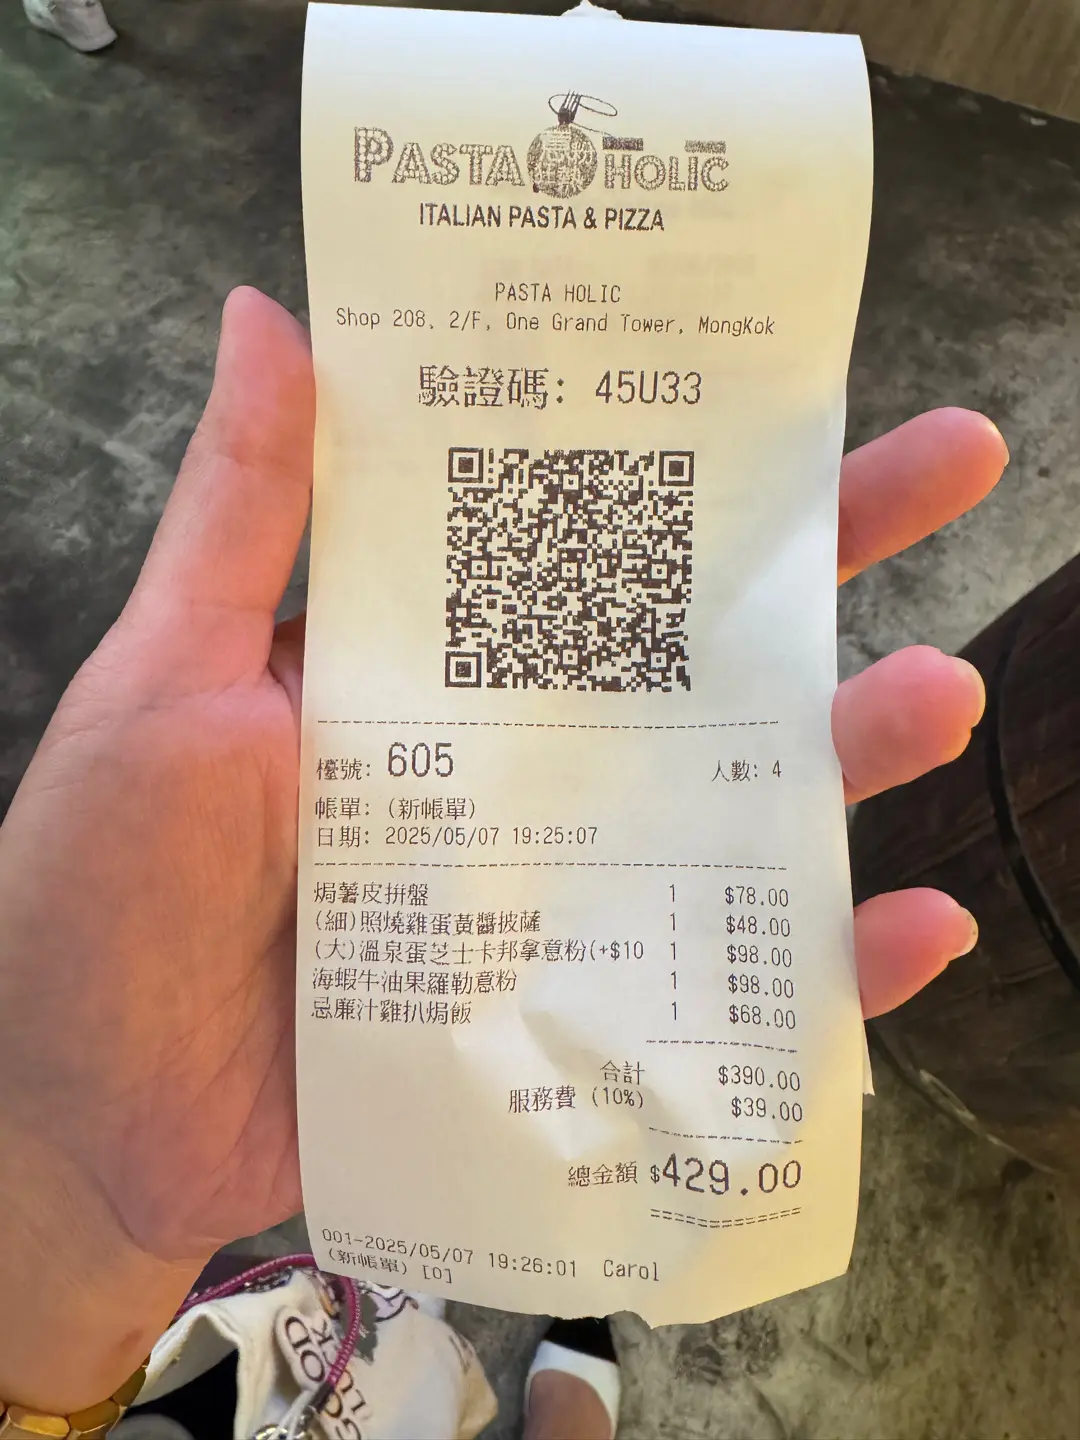 PASTA HOLIC
ITALIAN PASTA & PIZZA
PASTA HOLIC
Shop 208, 2/F, One Grand Tower, MongKok
驗證碼: 45U33
檯號: 605 人數: 4
帳單: (新帳單)
日期: 2025/05/07 19:25:07
焗薯皮拼盤 1 $78.00
(細)照燒雞蛋黃醬披薩 1 $48.00
(大)溫泉蛋芝士卡邦拿意粉(+$10 1 $98.00
海蝦牛油果羅勒意粉 1 $98.00
忌廉汁雞扒焗飯 1 $68.00
合計 $390.00
服務費 (10%) $39.00
總金額 $429.00
001-2025/05/07 19:26:01 Carol
(新帳單) [0]
GOOD
LUCK